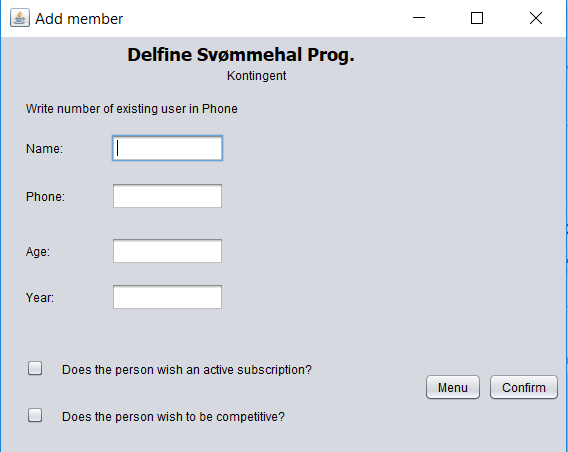 Add member
Delfine Svømmehal Prog.
Kontingent
Write number of existing user in Phone
Name:
Phone:
Age:
Year:
Does the person wish an active subscription?
Menu Confirm
Does the person wish to be competitive?